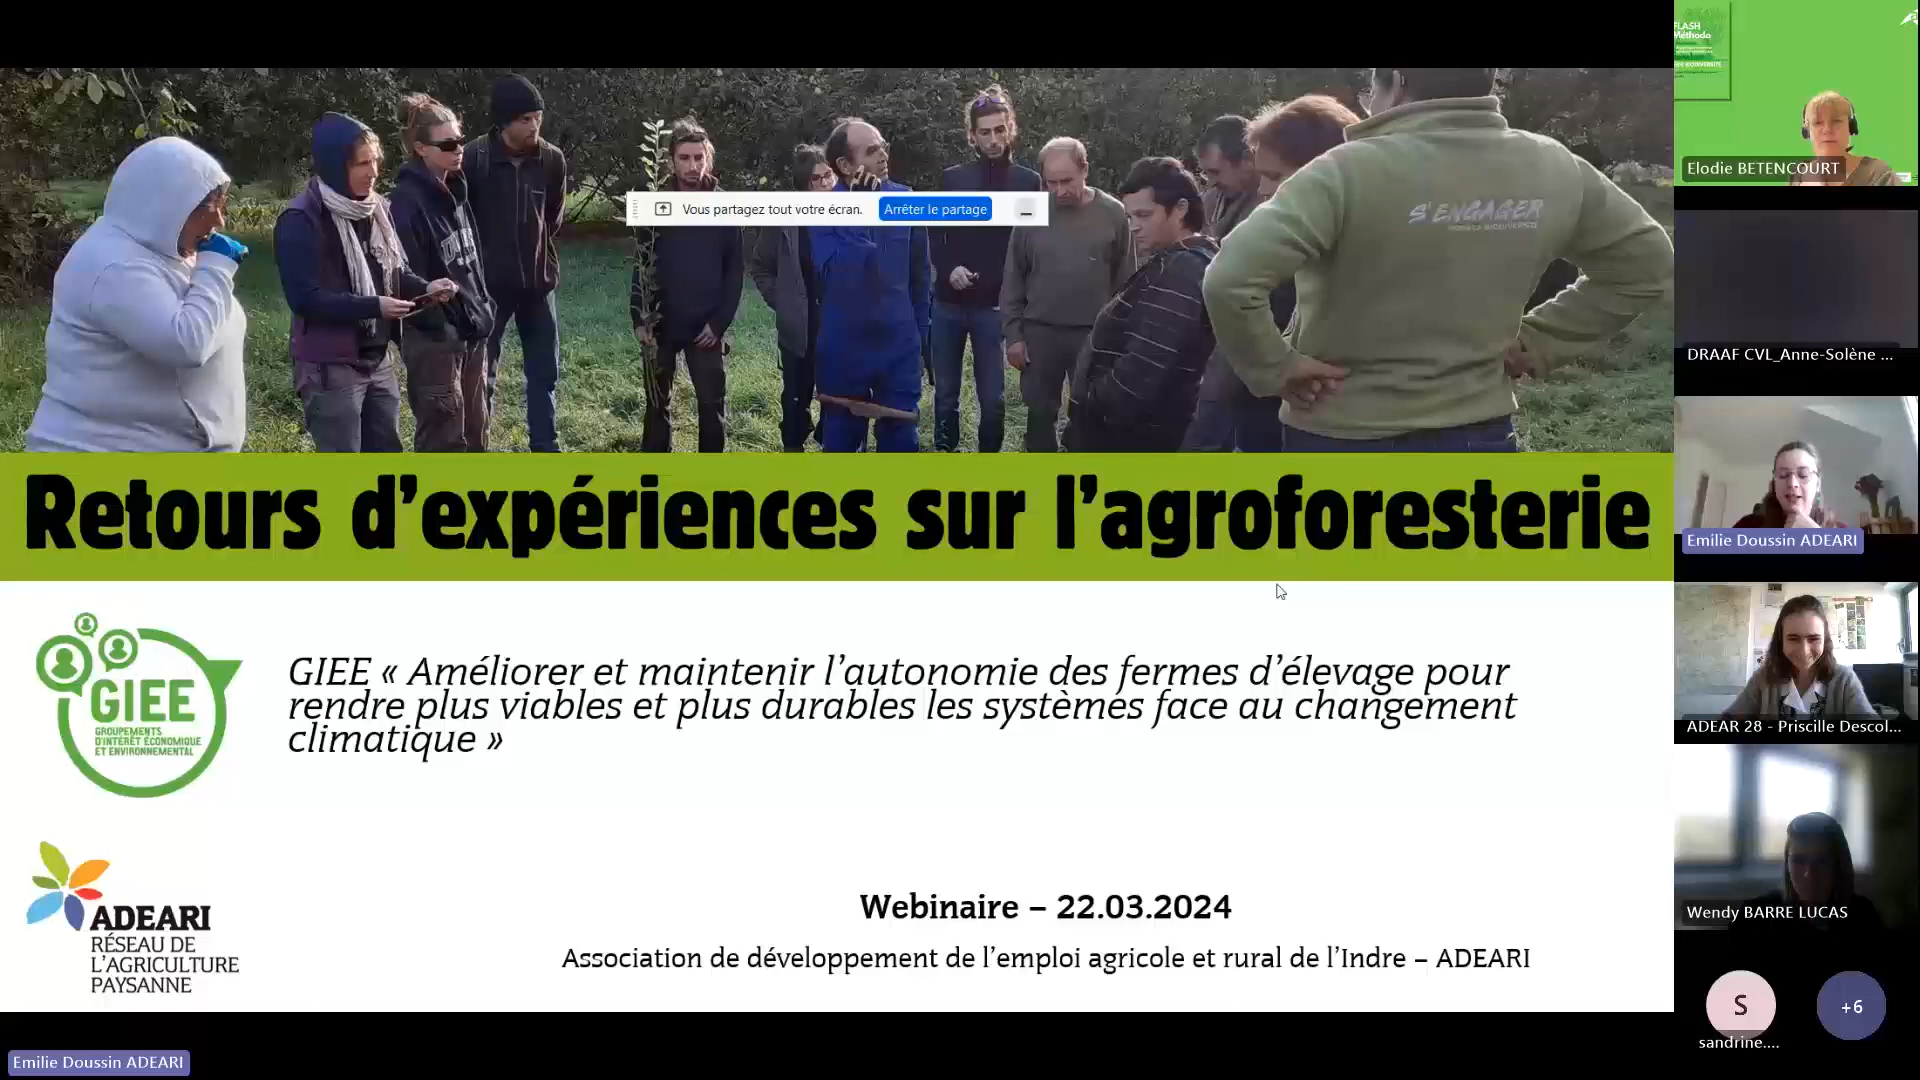 FLASH
Méthodo
Elodie BETENCOURT
Vous partagez tout votre écran.
Arrêter le partage
S'ENGAGER
POUR LA BIODIVERSITÉ
DRAAF CVL_Anne-Solène ...
Retours d'expériences sur l'agroforesterie
Emilie Doussin ADEARI
GIEE
GROUPEMENTS
D'INTÉRÊT ÉCONOMIQUE
ET ENVIRONNEMENTAL
GIEE « Améliorer et maintenir l'autonomie des fermes d'élevage pour
rendre plus viables et plus durables les systèmes face au changement
climatique »
ADEAR 28 - Priscille Descol...
ADEARI
RÉSEAU DE
L'AGRICULTURE
PAYSANNE
Webinaire – 22.03.2024
Association de développement de l'emploi agricole et rural de l'Indre – ADEARI
Wendy BARRE LUCAS
S
+6
sandrine....
Emilie Doussin ADEARI